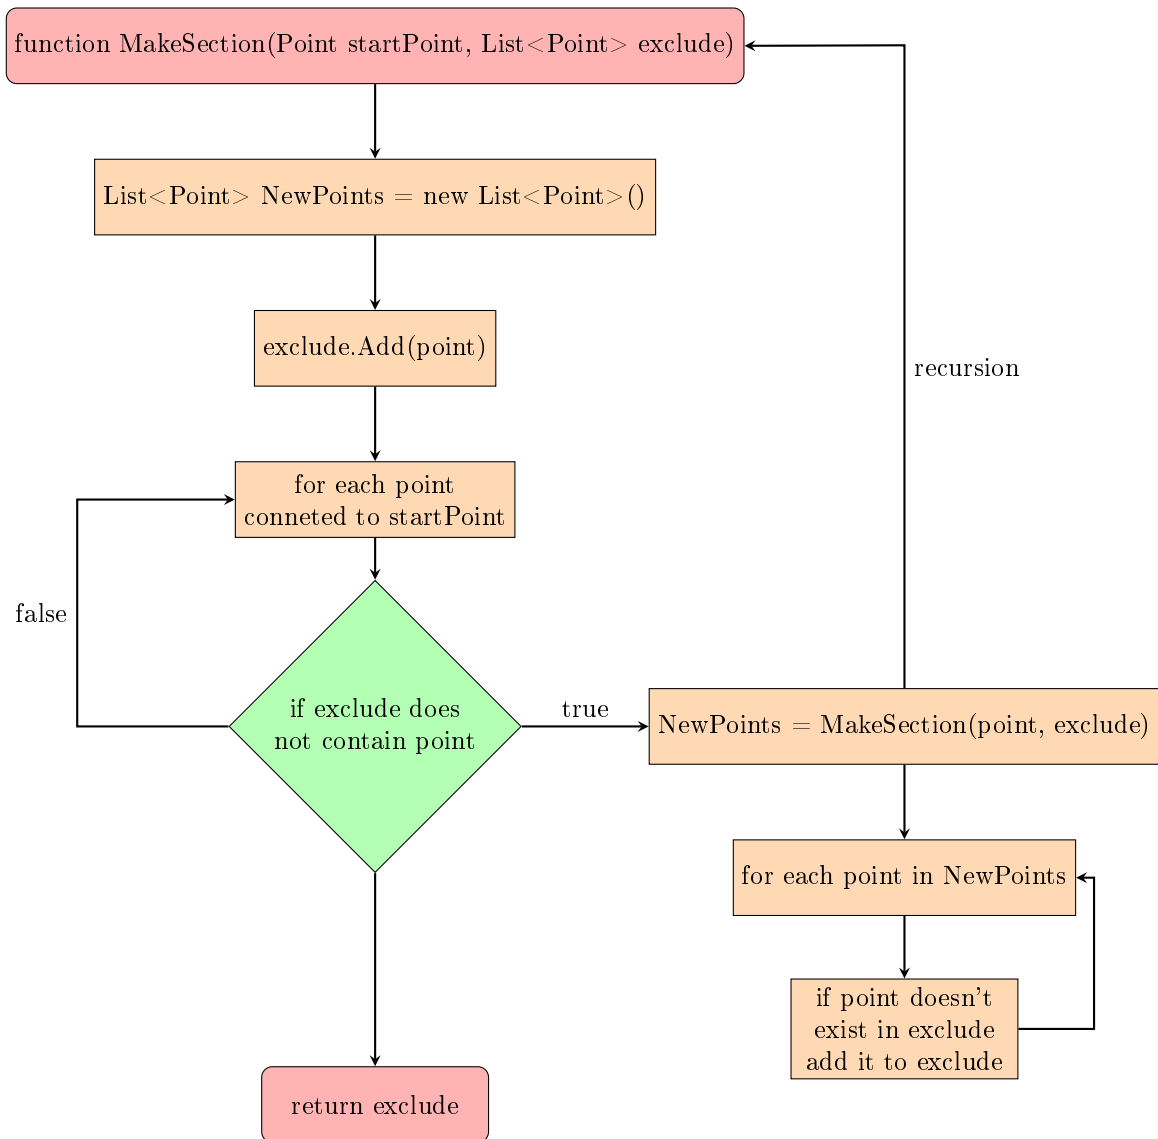 function MakeSection(Point startPoint, List<Point> exclude)
List<Point> NewPoints = new List<Point>()
exclude.Add(point)
recursion
for each point
conneted to startPoint
false
if exclude does
not contain point
true
NewPoints = MakeSection(point, exclude)
for each point in NewPoints
if point doesn't
exist in exclude
add it to exclude
return exclude